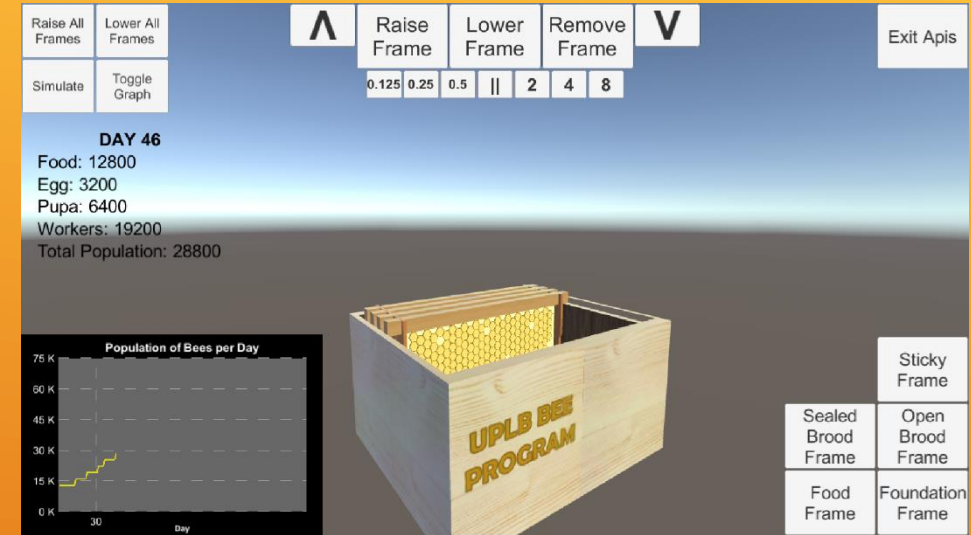 Raise All
Frames
Lower All
Frames
Λ
Raise
Frame
Lower
Frame
Remove
Frame
V
Exit Apis
Simulate
Toggle
Graph
0.125
0.25
0.5
||
2
4
8
DAY 46
Food: 12800
Egg: 3200
Pupa: 6400
Workers: 19200
Total Population: 28800
UPLB BEE
PROGRAM
Population of Bees per Day
75 K
60 K
45 K
30 K
15 K
0 K
30
Day
Sticky
Frame
Sealed
Brood
Frame
Open
Brood
Frame
Food
Frame
Foundation
Frame